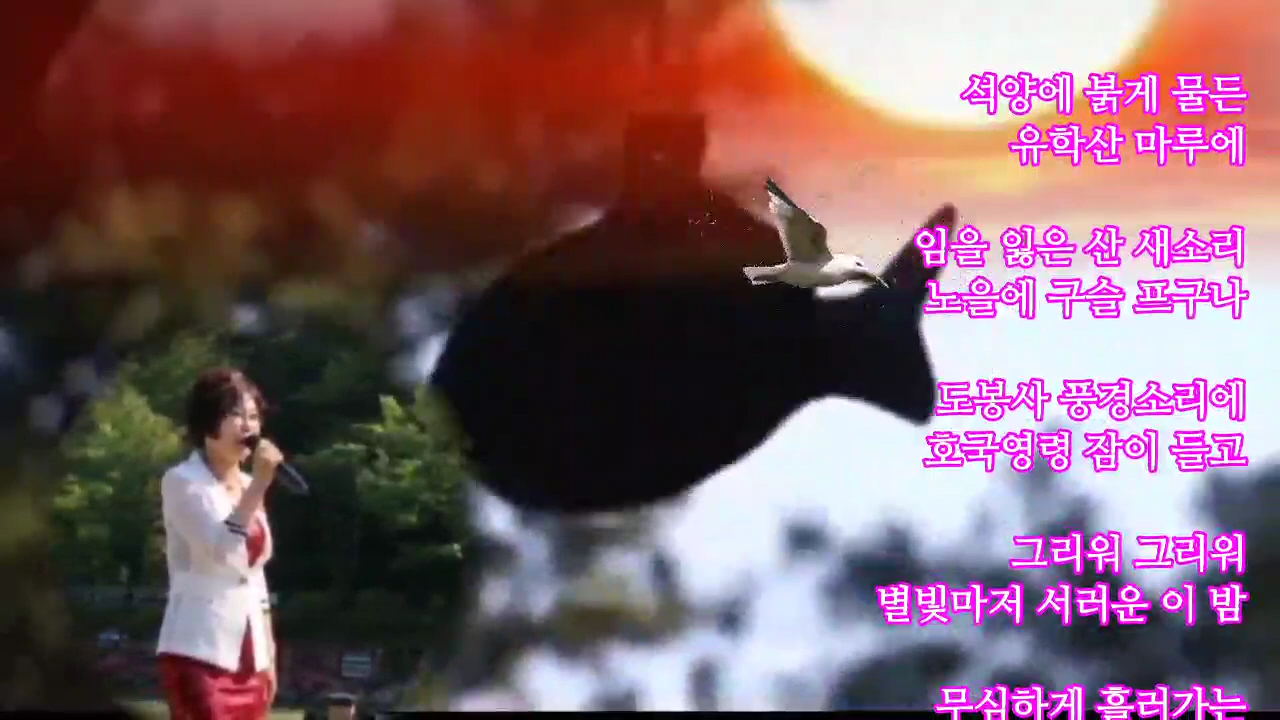 석양에 붉게 물든
유학산 마루에
임을 잃은 산 새소리
노을에 구슬 프구나
도봉사 풍경소리에
호국영령 잠이 들고
그리워 그리워
별빛마저 서러운 이 밤
무심하게 흘러가는